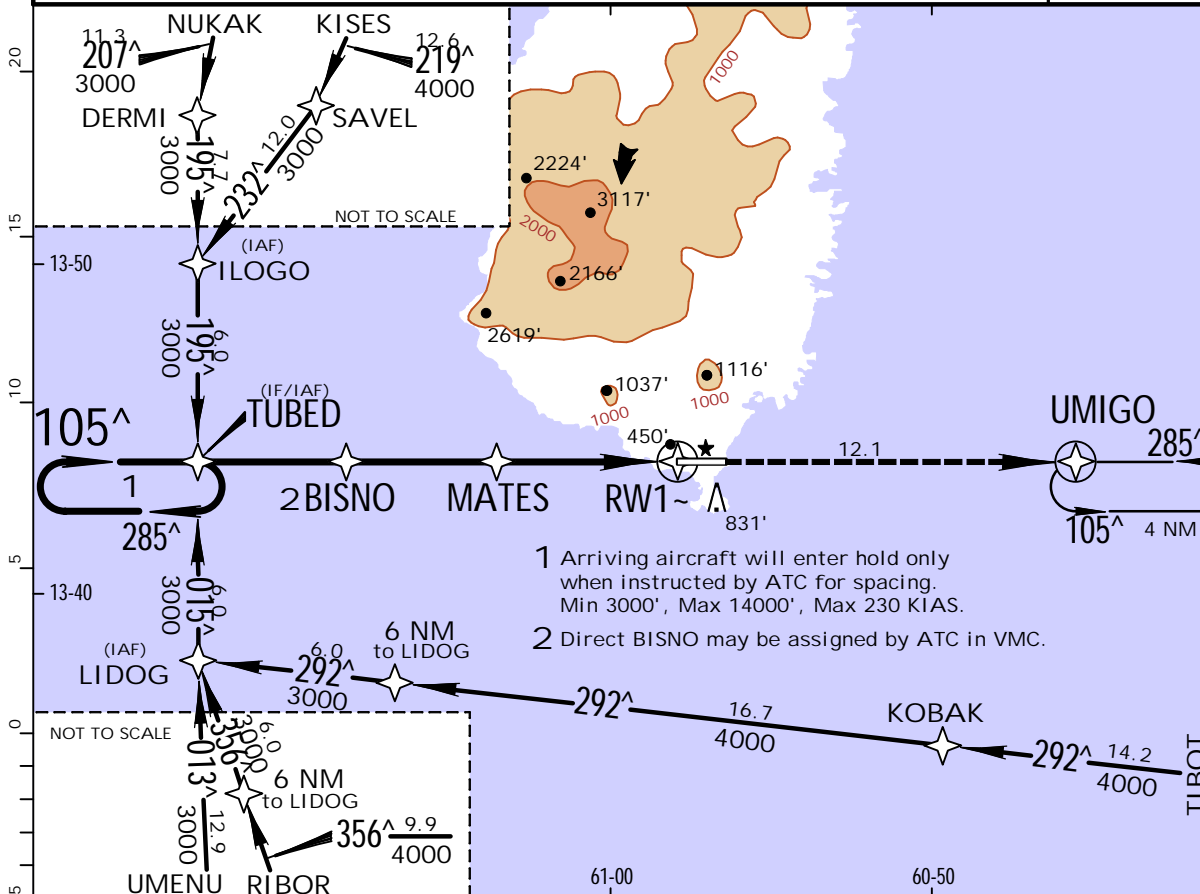 NUKAK
KISES
11.3
207^
3000
12.6
219^
4000
20
DERMI
SAVEL
7.7
195^
3000
12.0
232^
3000
1000
2224'
3117'
2000
NOT TO SCALE
15
(IAF)
ILOGO
13-50
2166'
2619'
6.0
195^
3000
1037'
1000
1116'
1000
10
(IF/IAF)
TUBED
UMIGO
105^
450'
12.1
285^
1
2 BISNO
MATES
RW1~
831'
285^
105^
4 NM
1 Arriving aircraft will enter hold only
when instructed by ATC for spacing.
Min 3000', Max 14000', Max 230 KIAS.
2 Direct BISNO may be assigned by ATC in VMC.
5
13-40
6.0
015^
3000
(IAF)
LIDOG
6 NM
to LIDOG
6.0
292^
3000
292^
16.7
4000
KOBAK
292^
14.2
4000
TIBOT
0
NOT TO SCALE
6.0
356^
3000
013^
12.9
3000
6 NM
to LIDOG
356^
9.9
4000
UMENU
RIBOR
61-00
60-50
5